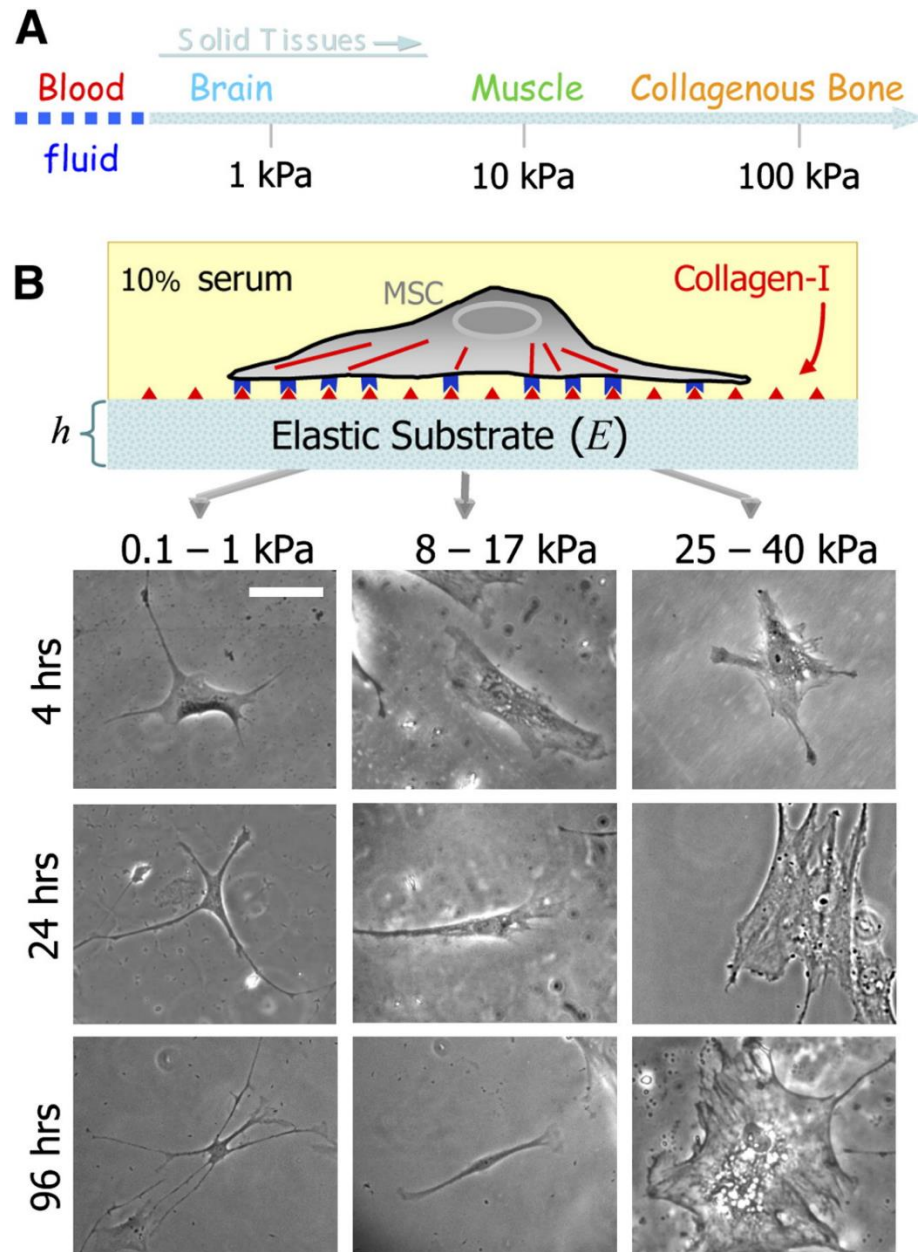 A
Solid Tissues
Blood Brain Muscle Collagenous Bone
fluid
1 kPa 10 kPa 100 kPa
B
10% serum
MSC
Collagen-I
h
Elastic Substrate (E)
0.1 – 1 kPa 8 – 17 kPa 25 – 40 kPa
4 hrs
24 hrs
96 hrs